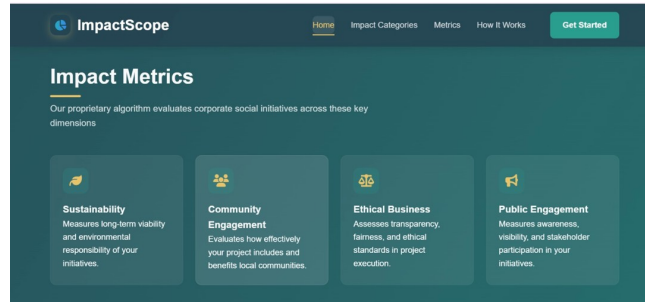 ImpactScope
Home Impact Categories Metrics How It Works Get Started
Impact Metrics
Our proprietary algorithm evaluates corporate social initiatives across these key
dimensions
Sustainability
Measures long-term viability
and environmental
responsibility of your
initiatives.
Community
Engagement
Evaluates how effectively
your project includes and
benefits local communities.
Ethical Business
Assesses transparency,
fairness, and ethical
standards in project
execution.
Public Engagement
Measures awareness,
visibility, and stakeholder
participation in your
initiatives.